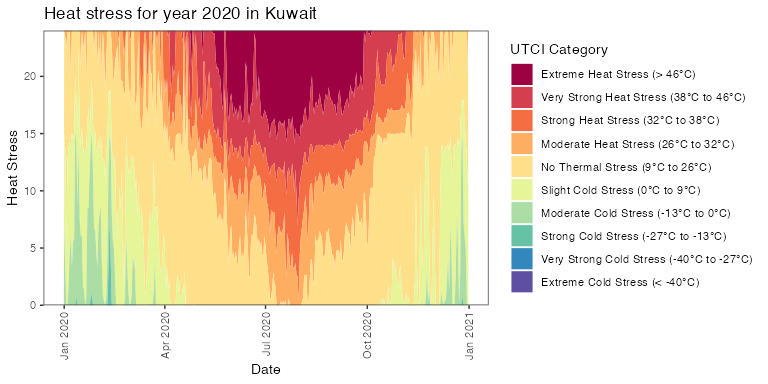 Heat stress for year 2020 in Kuwait
Heat Stress
20
15
10
5
0
Jan 2020
Apr 2020
Jul 2020
Oct 2020
Jan 2021
Date
UTCI Category
Extreme Heat Stress (> 46°C)
Very Strong Heat Stress (38°C to 46°C)
Strong Heat Stress (32°C to 38°C)
Moderate Heat Stress (26°C to 32°C)
No Thermal Stress (9°C to 26°C)
Slight Cold Stress (0°C to 9°C)
Moderate Cold Stress (-13°C to 0°C)
Strong Cold Stress (-27°C to -13°C)
Very Strong Cold Stress (-40°C to -27°C)
Extreme Cold Stress (< -40°C)